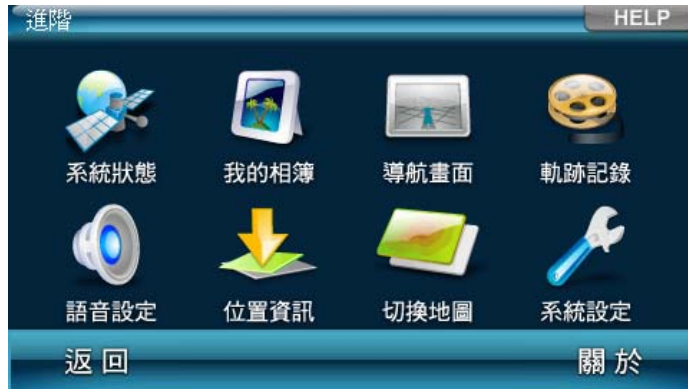 進階 HELP
系統狀態 我的相簿 導航畫面 軌跡記錄
語音設定 位置資訊 切換地圖 系統設定
返回 關於